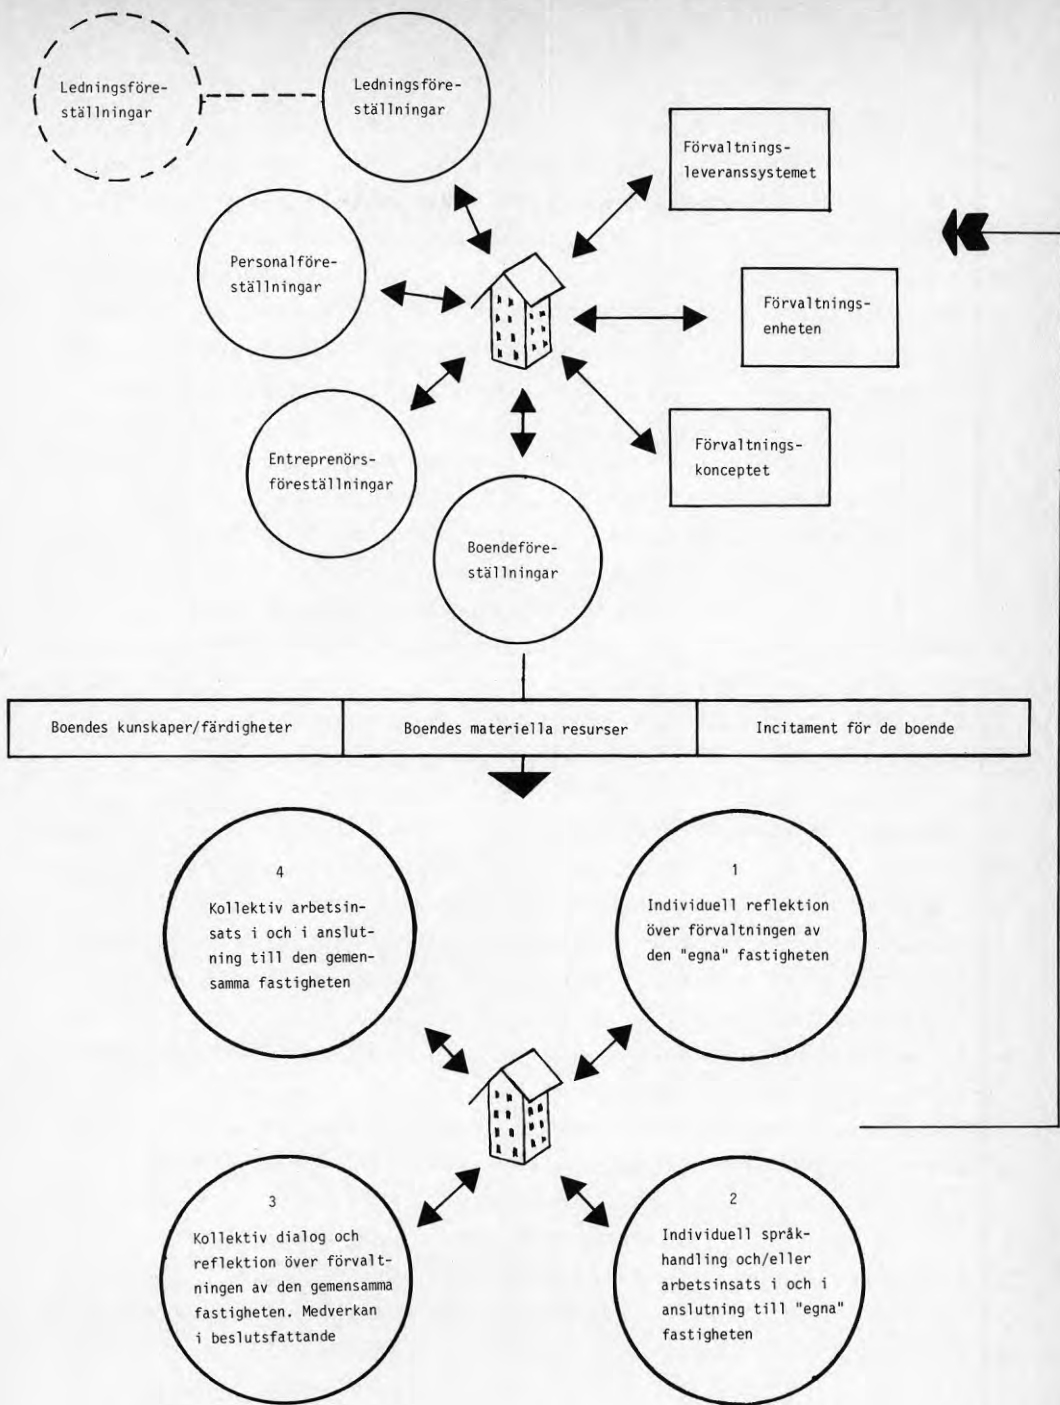 Ledningsföre-
ställningar
Ledningsföre-
ställningar
Förvaltnings-
leveranssystemet
Personalföre-
ställningar
Förvaltnings-
enheten
Entreprenörs-
föreställningar
Förvaltnings-
konceptet
Boendeföre-
ställningar
Boendes kunskaper/färdigheter
Boendes materiella resurser
Incitament för de boende
4
Kollektiv arbetsin-
sats i och i anslut-
ning till den gemen-
samma fastigheten
1
Individuell reflektion
över förvaltningen av
den "egna" fastigheten
3
Kollektiv dialog och
reflektion över förvalt-
ningen av den gemensamma
fastigheten. Medverkan
i beslutsfattande
2
Individuell språk-
handling och/eller
arbetsinsats i och i
anslutning till "egna"
fastigheten